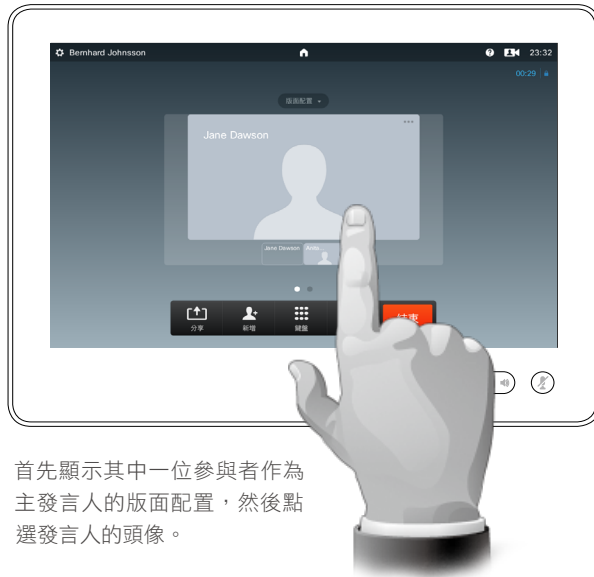 Bernhard Johnsson 23:32
00:29
版面配置
Jane Dawson
Jane Dawson
分享 新增 鍵盤 結束
首先顯示其中一位參與者作為
主發言人的版面配置，然後點
選發言人的頭像。